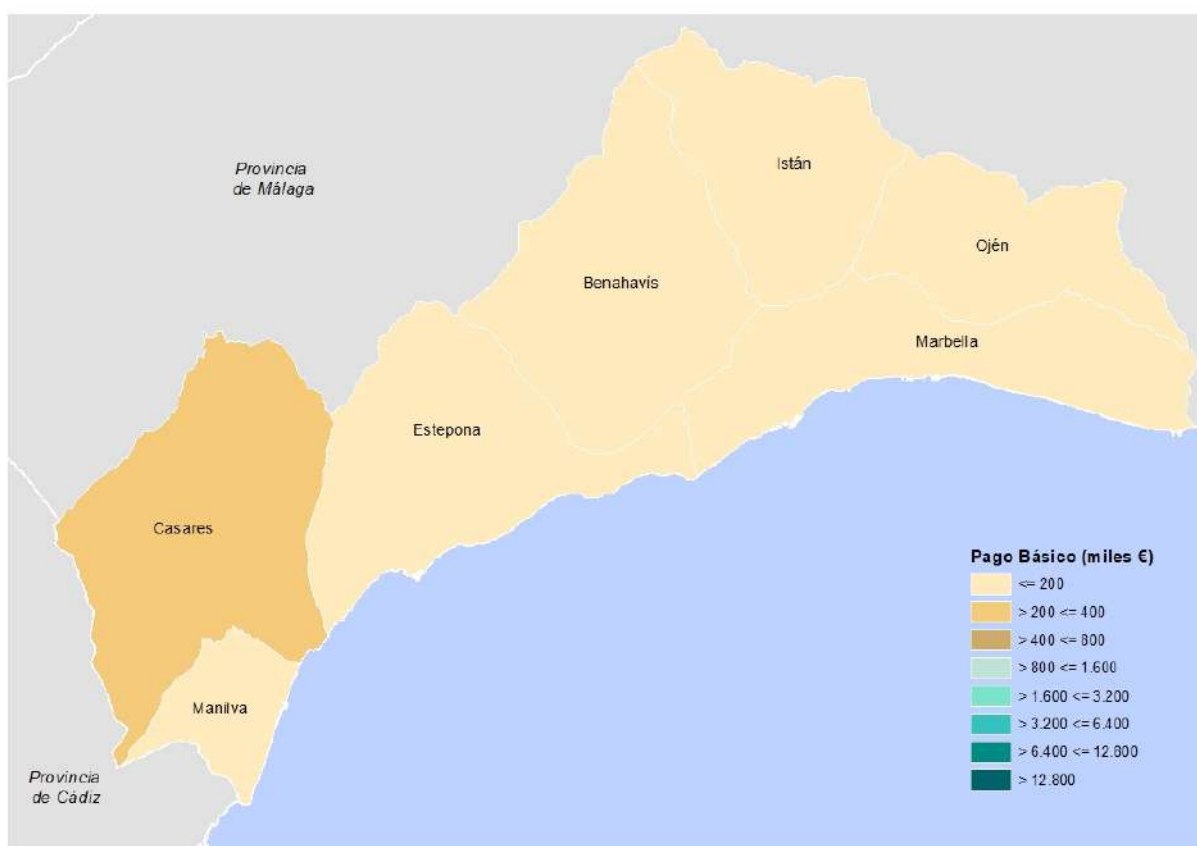 Provincia
de Málaga
Istán
Ojén
Benahavís
Marbella
Estepona
Casares
Manilva
Provincia
de Cádiz
Pago Básico (miles €)
<= 200
> 200 <= 400
> 400 <= 800
> 800 <= 1.600
> 1.600 <= 3.200
> 3.200 <= 6.400
> 6.400 <= 12.800
> 12.800